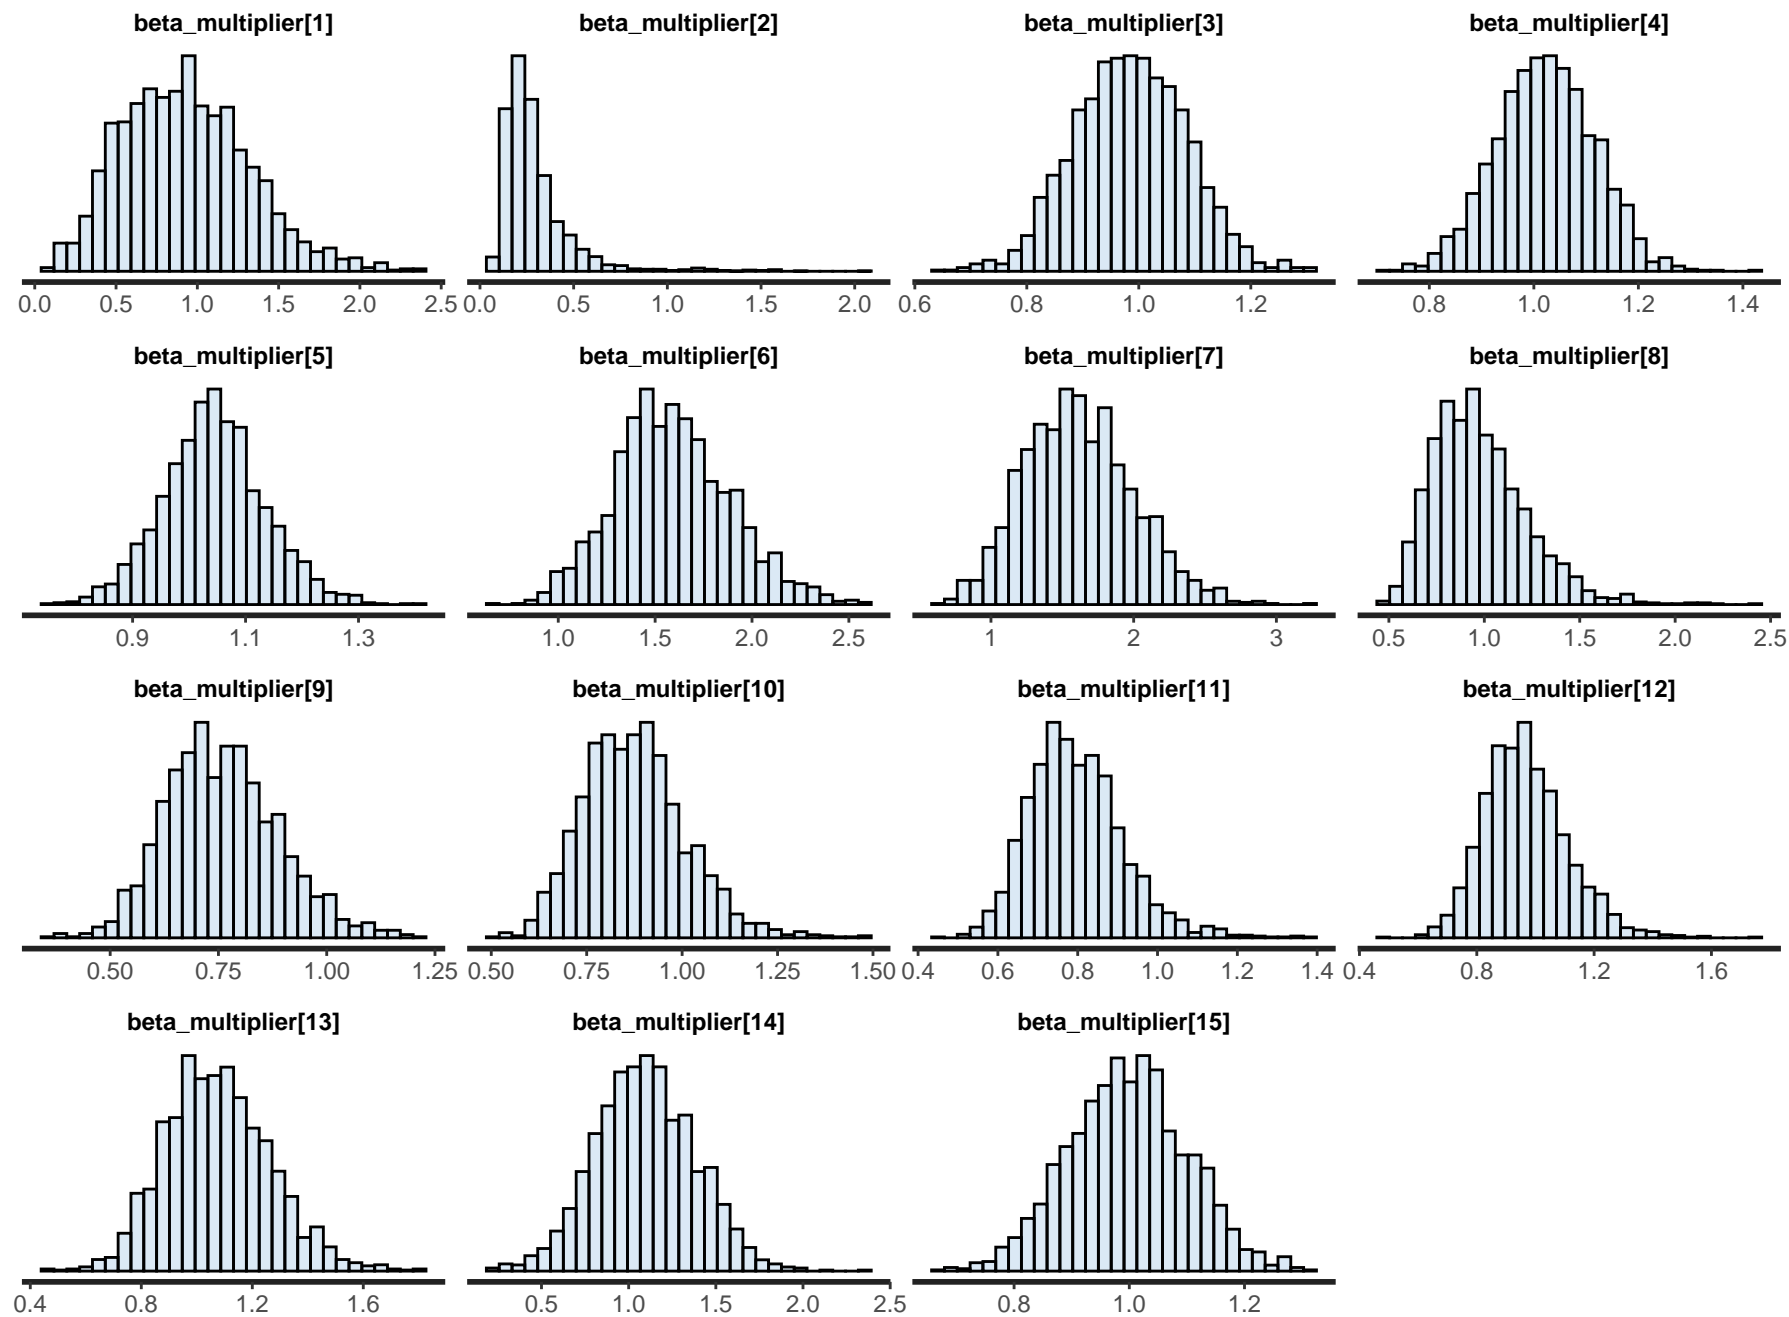 beta_multiplier[1] beta_multiplier[2] beta_multiplier[3] beta_multiplier[4]
0.0 0.5 1.0 1.5 2.0 2.5 0.0 0.5 1.0 1.5 2.0 0.6 0.8 1.0 1.2 0.8 1.0 1.2 1.4
beta_multiplier[5] beta_multiplier[6] beta_multiplier[7] beta_multiplier[8]
0.9 1.1 1.3 1.0 1.5 2.0 2.5 1 2 3 0.5 1.0 1.5 2.0 2.5
beta_multiplier[9] beta_multiplier[10] beta_multiplier[11] beta_multiplier[12]
0.50 0.75 1.00 1.25 0.50 0.75 1.00 1.25 1.50 0.4 0.6 0.8 1.0 1.2 1.4 0.4 0.8 1.2 1.6
beta_multiplier[13] beta_multiplier[14] beta_multiplier[15]
0.4 0.8 1.2 1.6 0.5 1.0 1.5 2.0 2.5 0.8 1.0 1.2